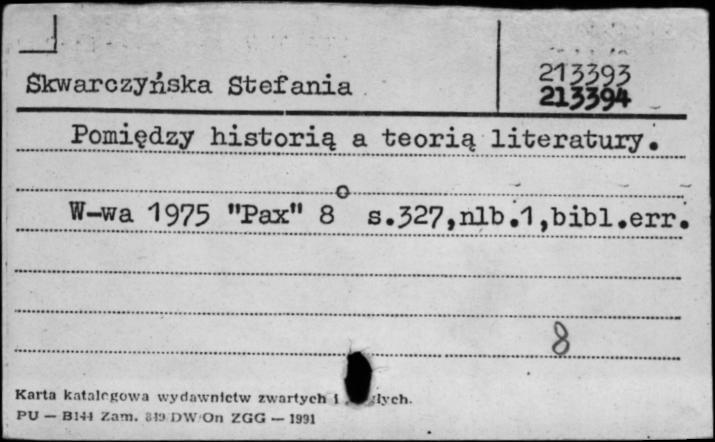 213393
Skwarczyńska Stefania 213394
Pomiędzy historią a teorią literatury.
W-wa 1975 "Pax" 8° s.327,nlb.1,bibl.err.
8
Karta katalogowa wydawnictw zwartych i
PU — B144 Zam. 819 DW/On ZGG — 1991